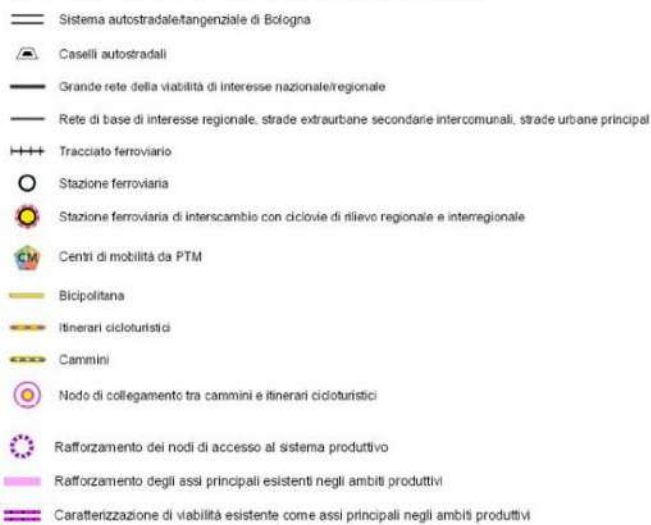 Sistema autostradale/tangenziale di Bologna
Caselli autostradali
Grande rete della viabilità di interesse nazionale/regionale
Rete di base di interesse regionale, strade extraurbane secondarie intercomunali, strade urbane principal
Tracciato ferroviario
Stazione ferroviaria
Stazione ferroviaria di interscambio con ciclovie di rilievo regionale e interregionale
CM Centri di mobilità da PTM
Bicipolitana
Itinerari cicloturistici
Cammini
Nodo di collegamento tra cammini e itinerari cicloturistici
Rafforzamento dei nodi di accesso al sistema produttivo
Rafforzamento degli assi principali esistenti negli ambiti produttivi
Caratterizzazione di viabilità esistente come assi principali negli ambiti produttivi